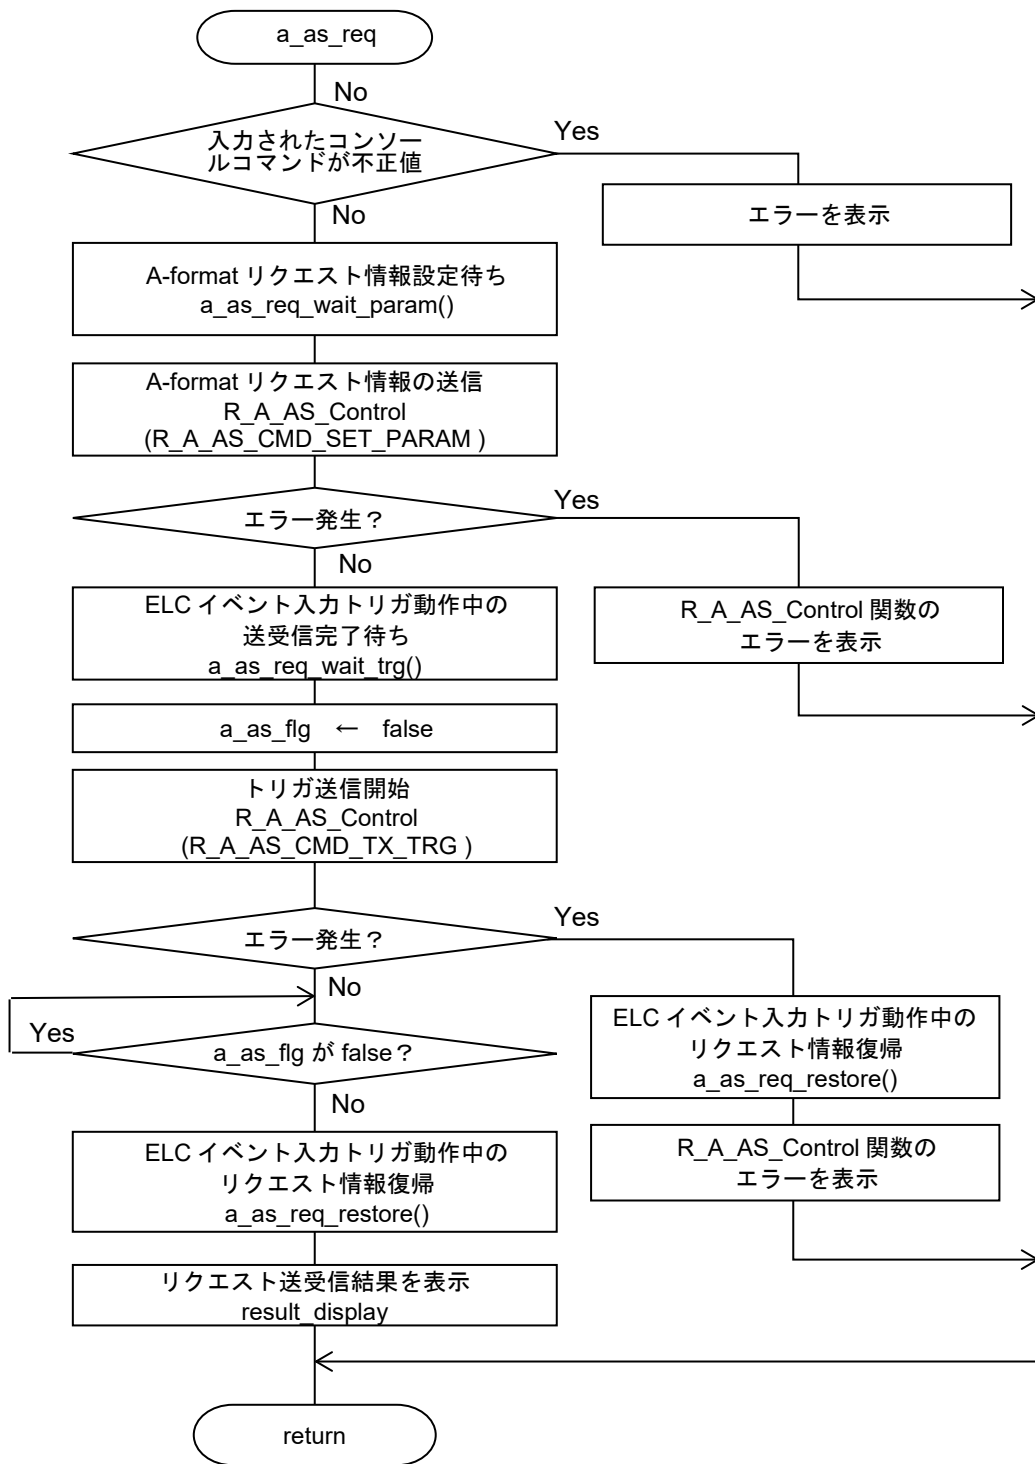 a_as_req
No
入力されたコンソー
ルコマンドが不正値
Yes
エラーを表示
No
A-format リクエスト情報設定待ち
a_as_req_wait_param()
A-format リクエスト情報の送信
R_A_AS_Control
(R_A_AS_CMD_SET_PARAM )
エラー発生？
Yes
No
R_A_AS_Control 関数の
エラーを表示
ELC イベント入力トリガ動作中の
送受信完了待ち
a_as_req_wait_trg()
a_as_flg ← false
トリガ送信開始
R_A_AS_Control
(R_A_AS_CMD_TX_TRG )
エラー発生？
Yes
No
ELC イベント入力トリガ動作中の
リクエスト情報復帰
a_as_req_restore()
R_A_AS_Control 関数の
エラーを表示
Yes
a_as_flg が false？
No
ELC イベント入力トリガ動作中の
リクエスト情報復帰
a_as_req_restore()
リクエスト送受信結果を表示
result_display
return